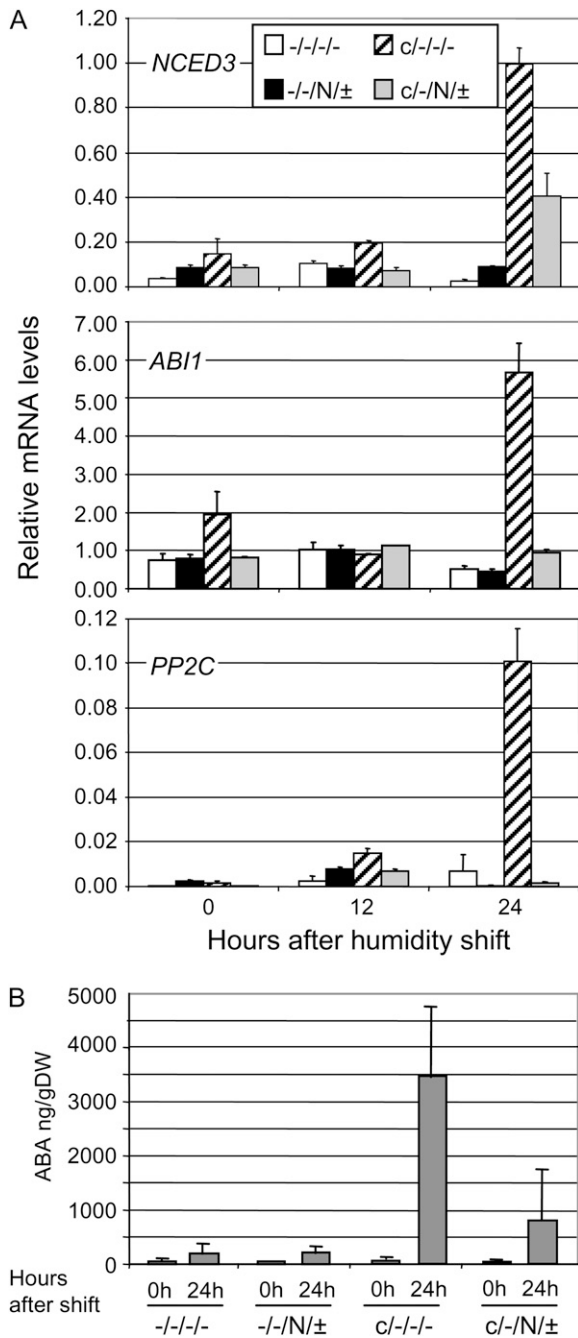 A
NCED3
-/-/-/- c/-/-/-
-/-/N/± c/-/N/±
1.20
1.00
0.80
0.60
0.40
0.20
0.00
Relative mRNA levels
ABI1
7.00
6.00
5.00
4.00
3.00
2.00
1.00
0.00
PP2C
0.12
0.10
0.08
0.06
0.04
0.02
0.00
0 12 24
Hours after humidity shift
B
ABA ng/gDW
5000
4000
3000
2000
1000
0
Hours after shift
0h 24h 0h 24h 0h 24h 0h 24h
-/-/-/- -/-/N/± c/-/-/- c/-/N/±